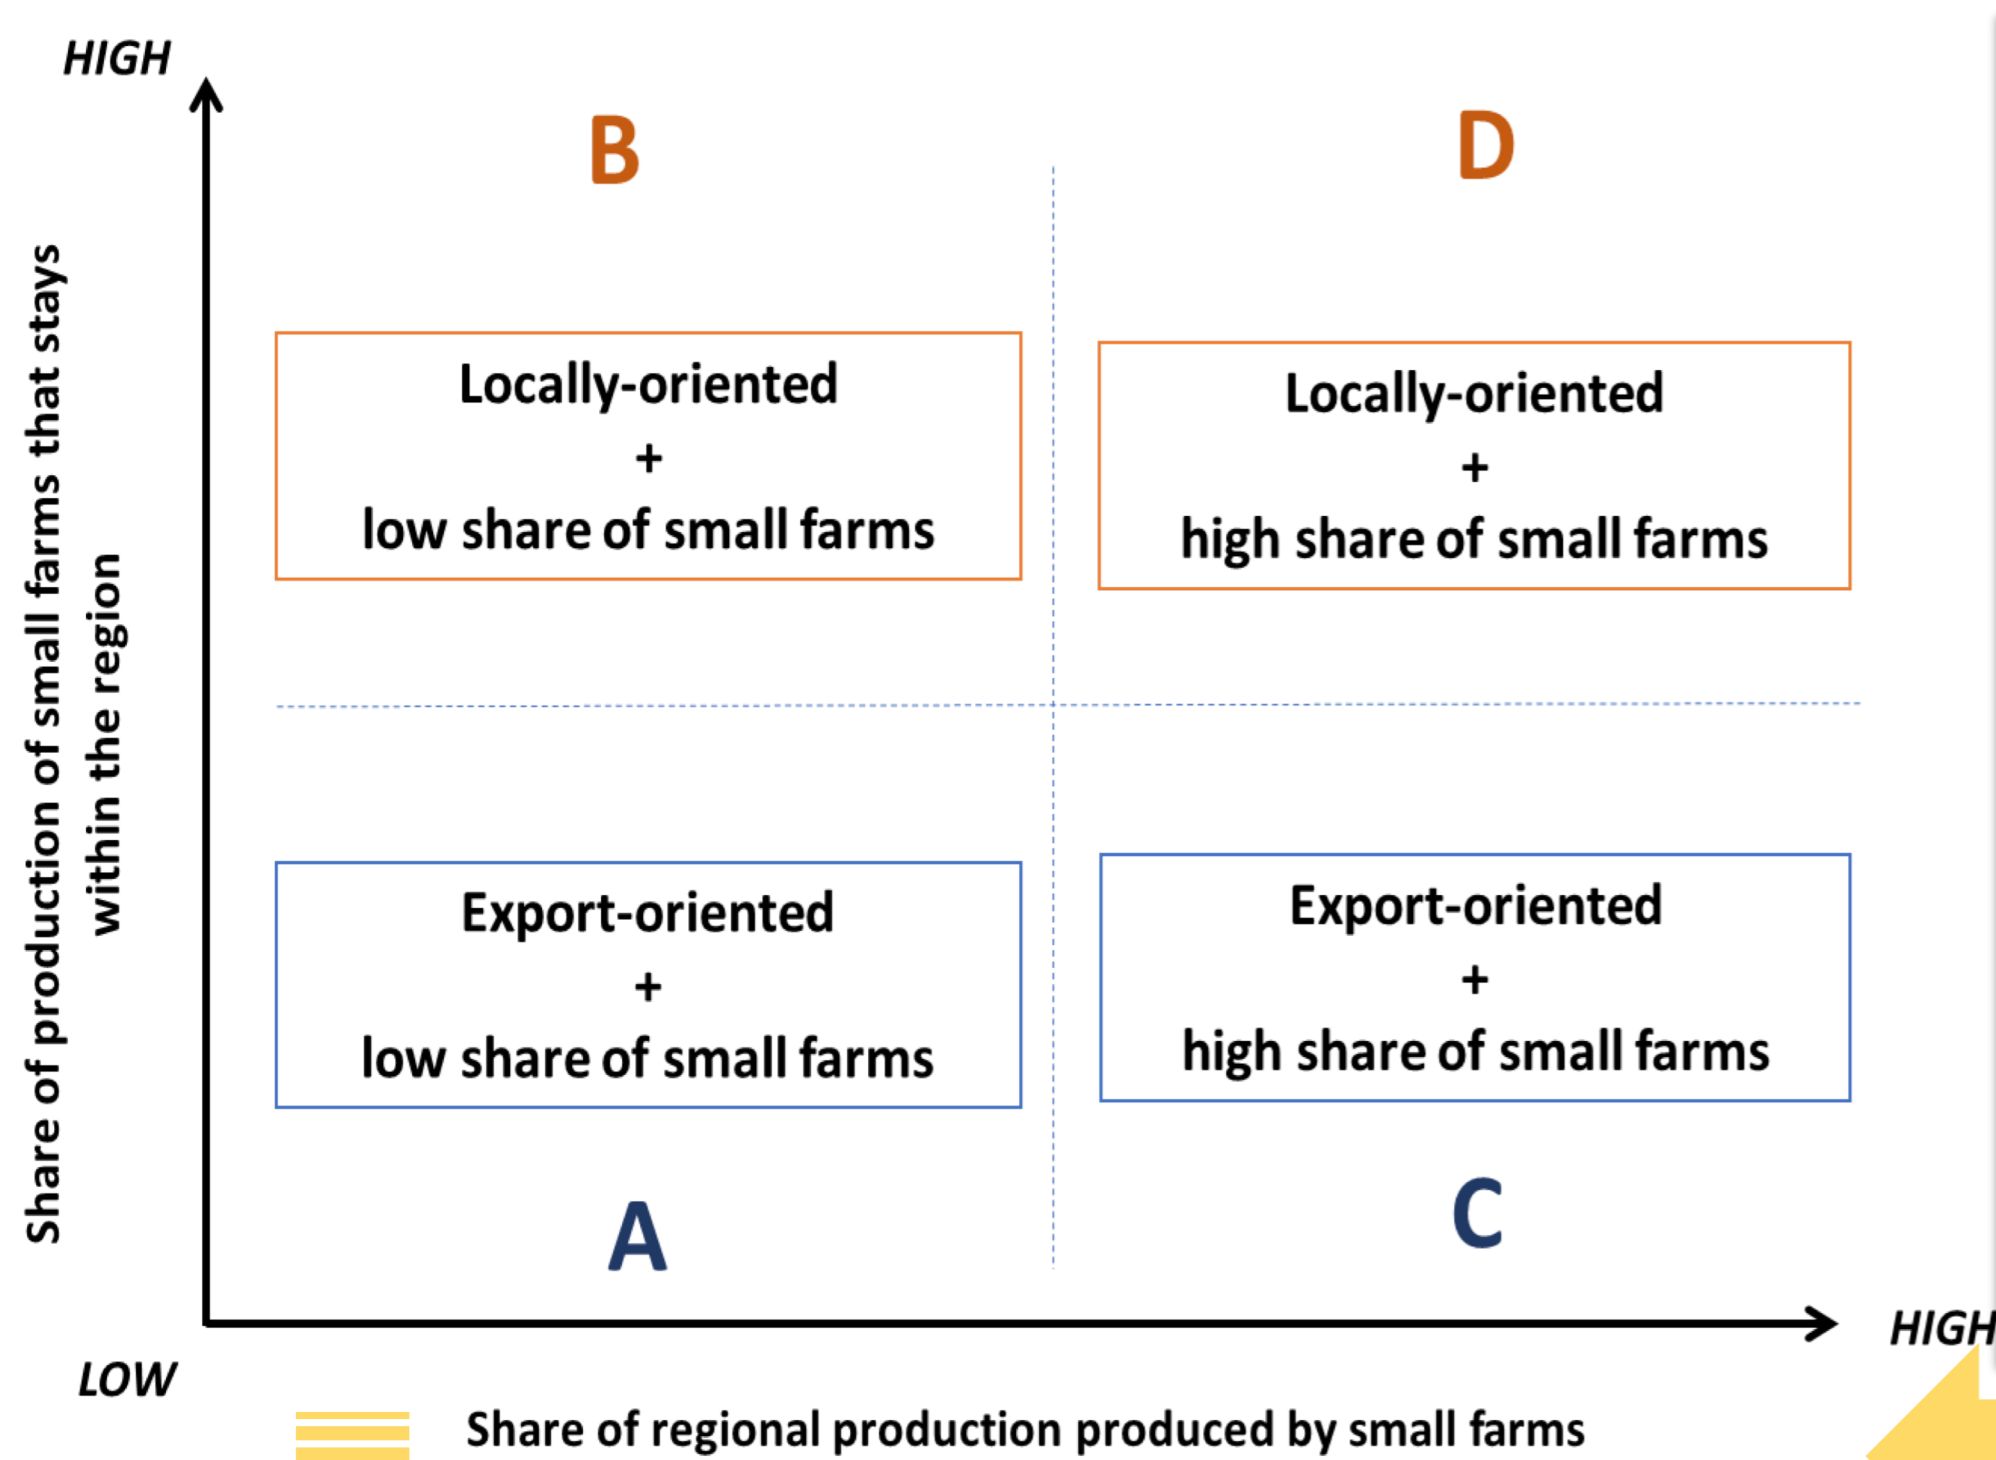 HIGH
B
D
Share of production of small farms that stays
within the region
Locally-oriented
+
low share of small farms
Locally-oriented
+
high share of small farms
Export-oriented
+
low share of small farms
Export-oriented
+
high share of small farms
A
C
HIGH
LOW
Share of regional production produced by small farms